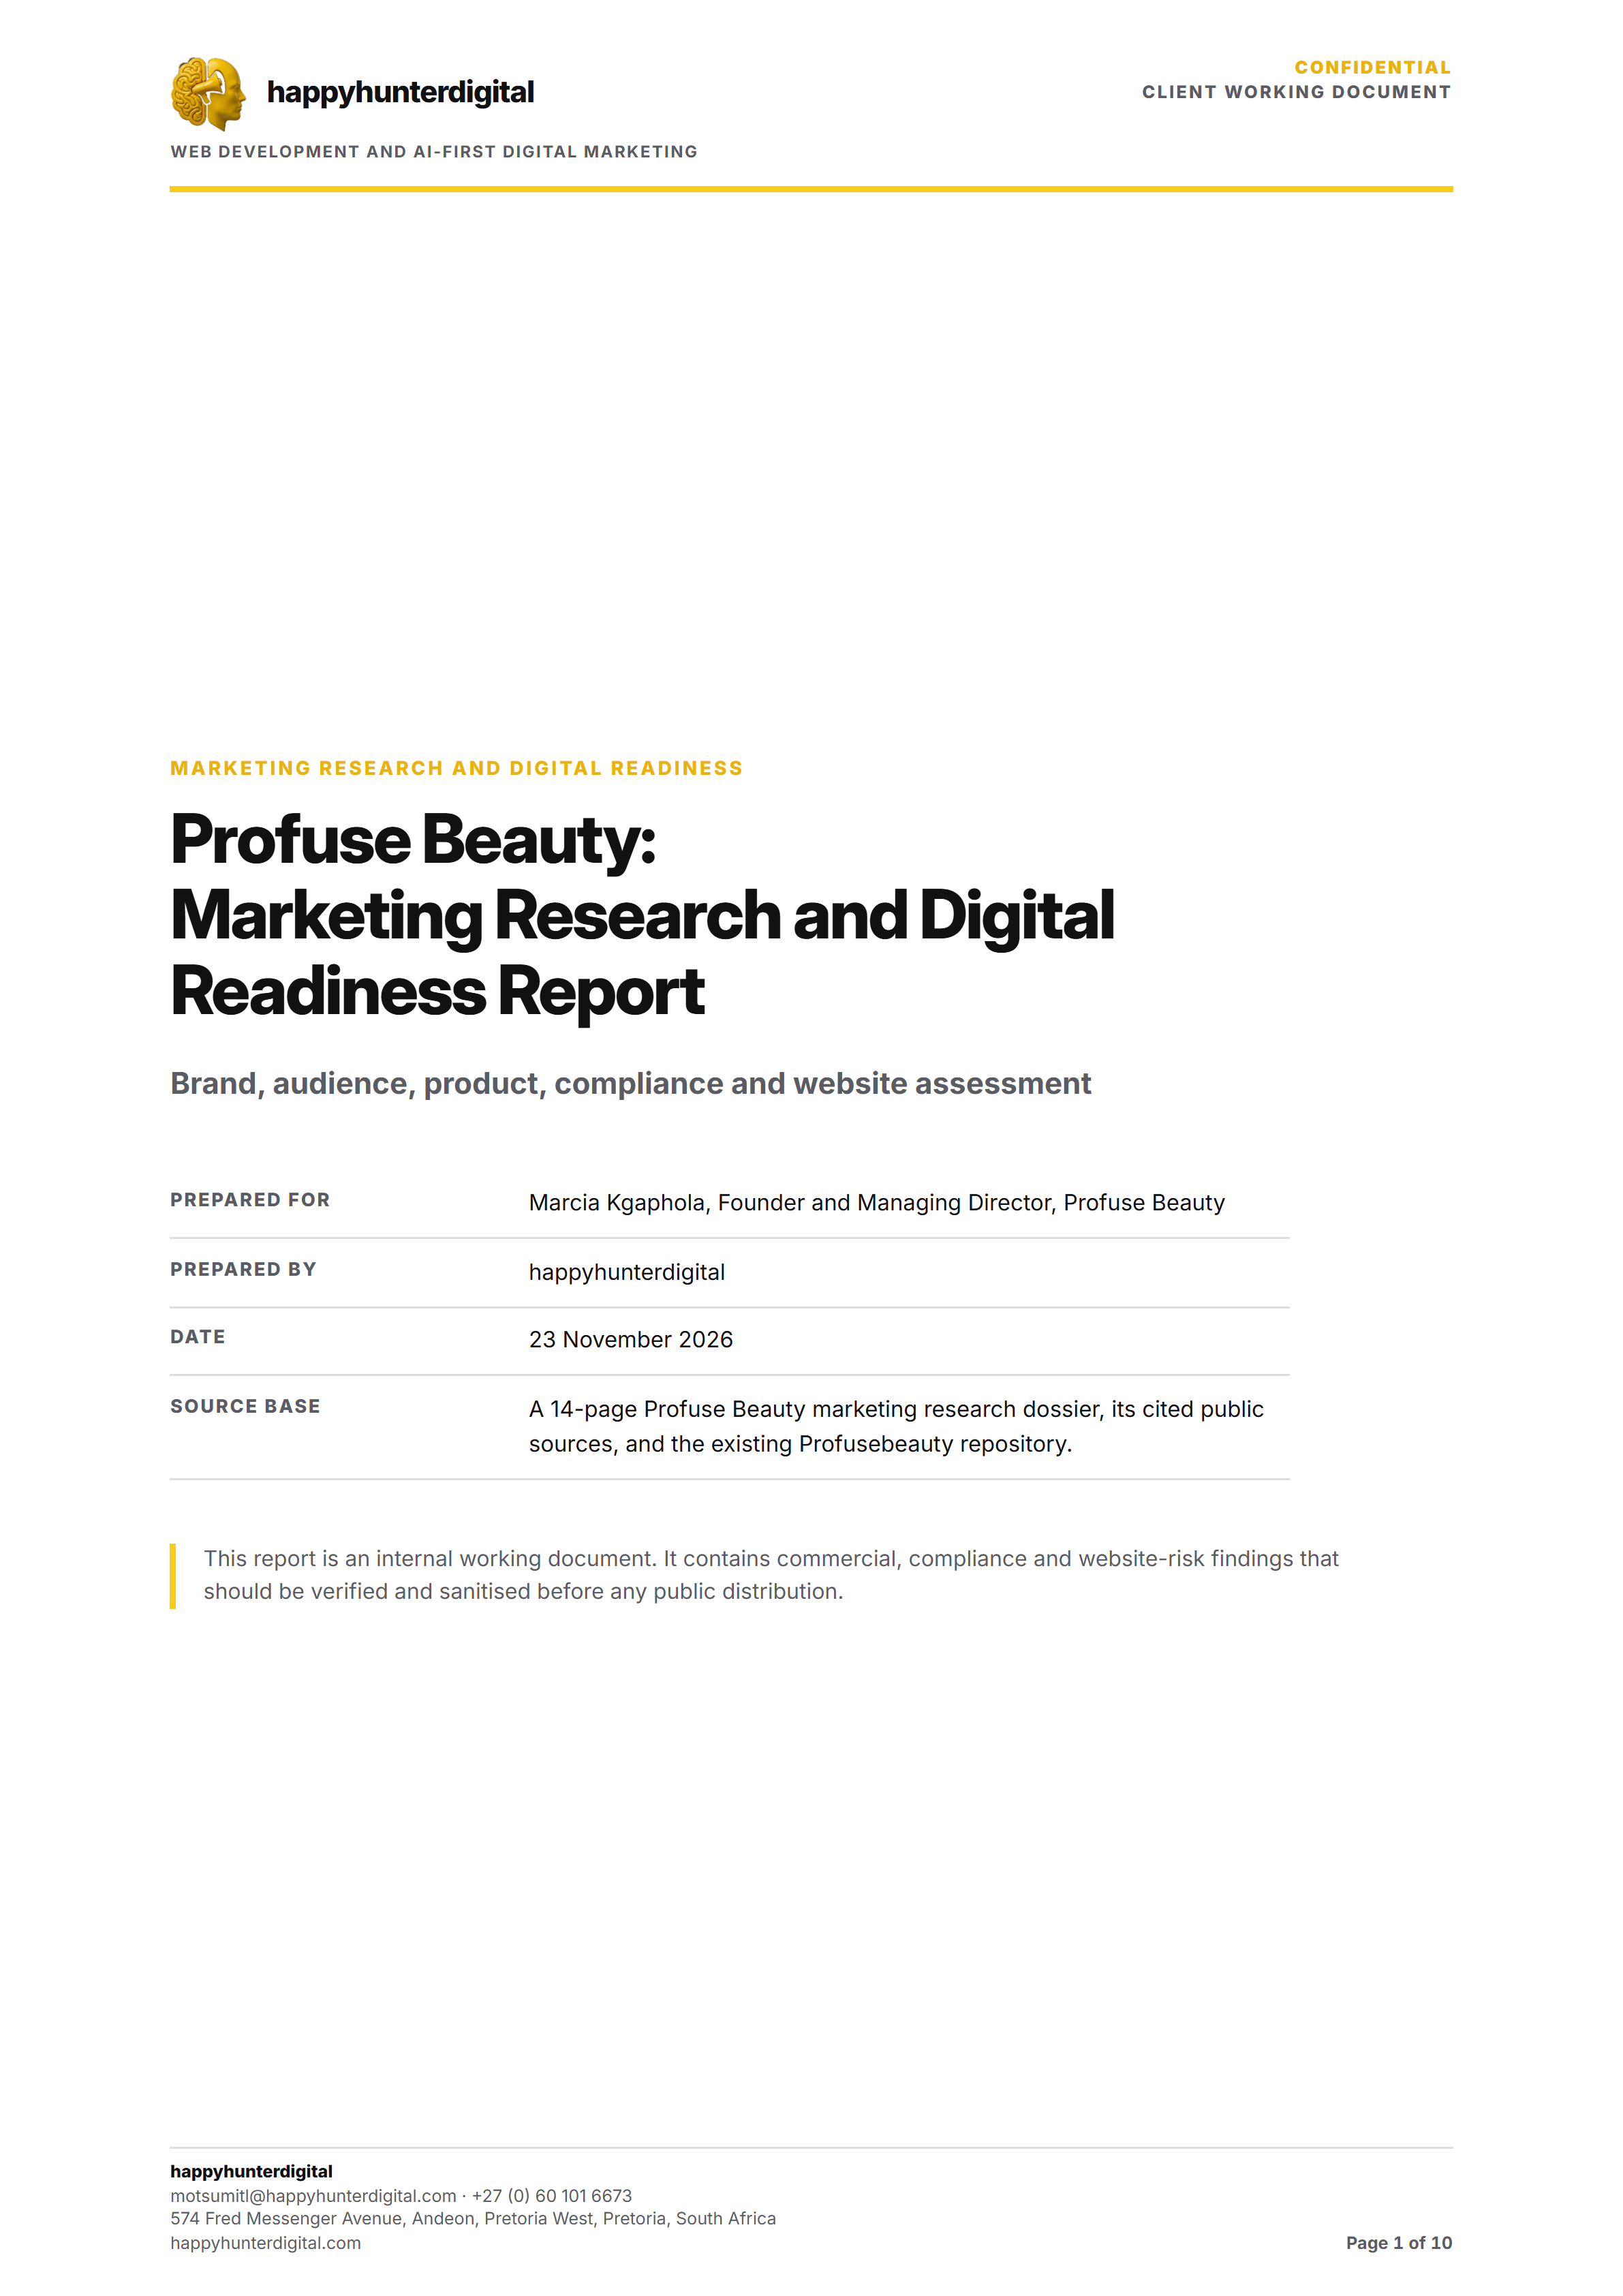 happyhunterdigital
CONFIDENTIAL
CLIENT WORKING DOCUMENT
WEB DEVELOPMENT AND AI-FIRST DIGITAL MARKETING
MARKETING RESEARCH AND DIGITAL READINESS
Profuse Beauty:
Marketing Research and Digital
Readiness Report
Brand, audience, product, compliance and website assessment
PREPARED FOR Marcia Kgaphola, Founder and Managing Director, Profuse Beauty
PREPARED BY happyhunterdigital
DATE 23 November 2026
SOURCE BASE A 14-page Profuse Beauty marketing research dossier, its cited public
sources, and the existing Profusebeauty repository.
This report is an internal working document. It contains commercial, compliance and website-risk findings that
should be verified and sanitised before any public distribution.
happyhunterdigital
motsumitl@happyhunterdigital.com · +27 (0) 60 101 6673
574 Fred Messenger Avenue, Andeon, Pretoria West, Pretoria, South Africa
happyhunterdigital.com
Page 1 of 10